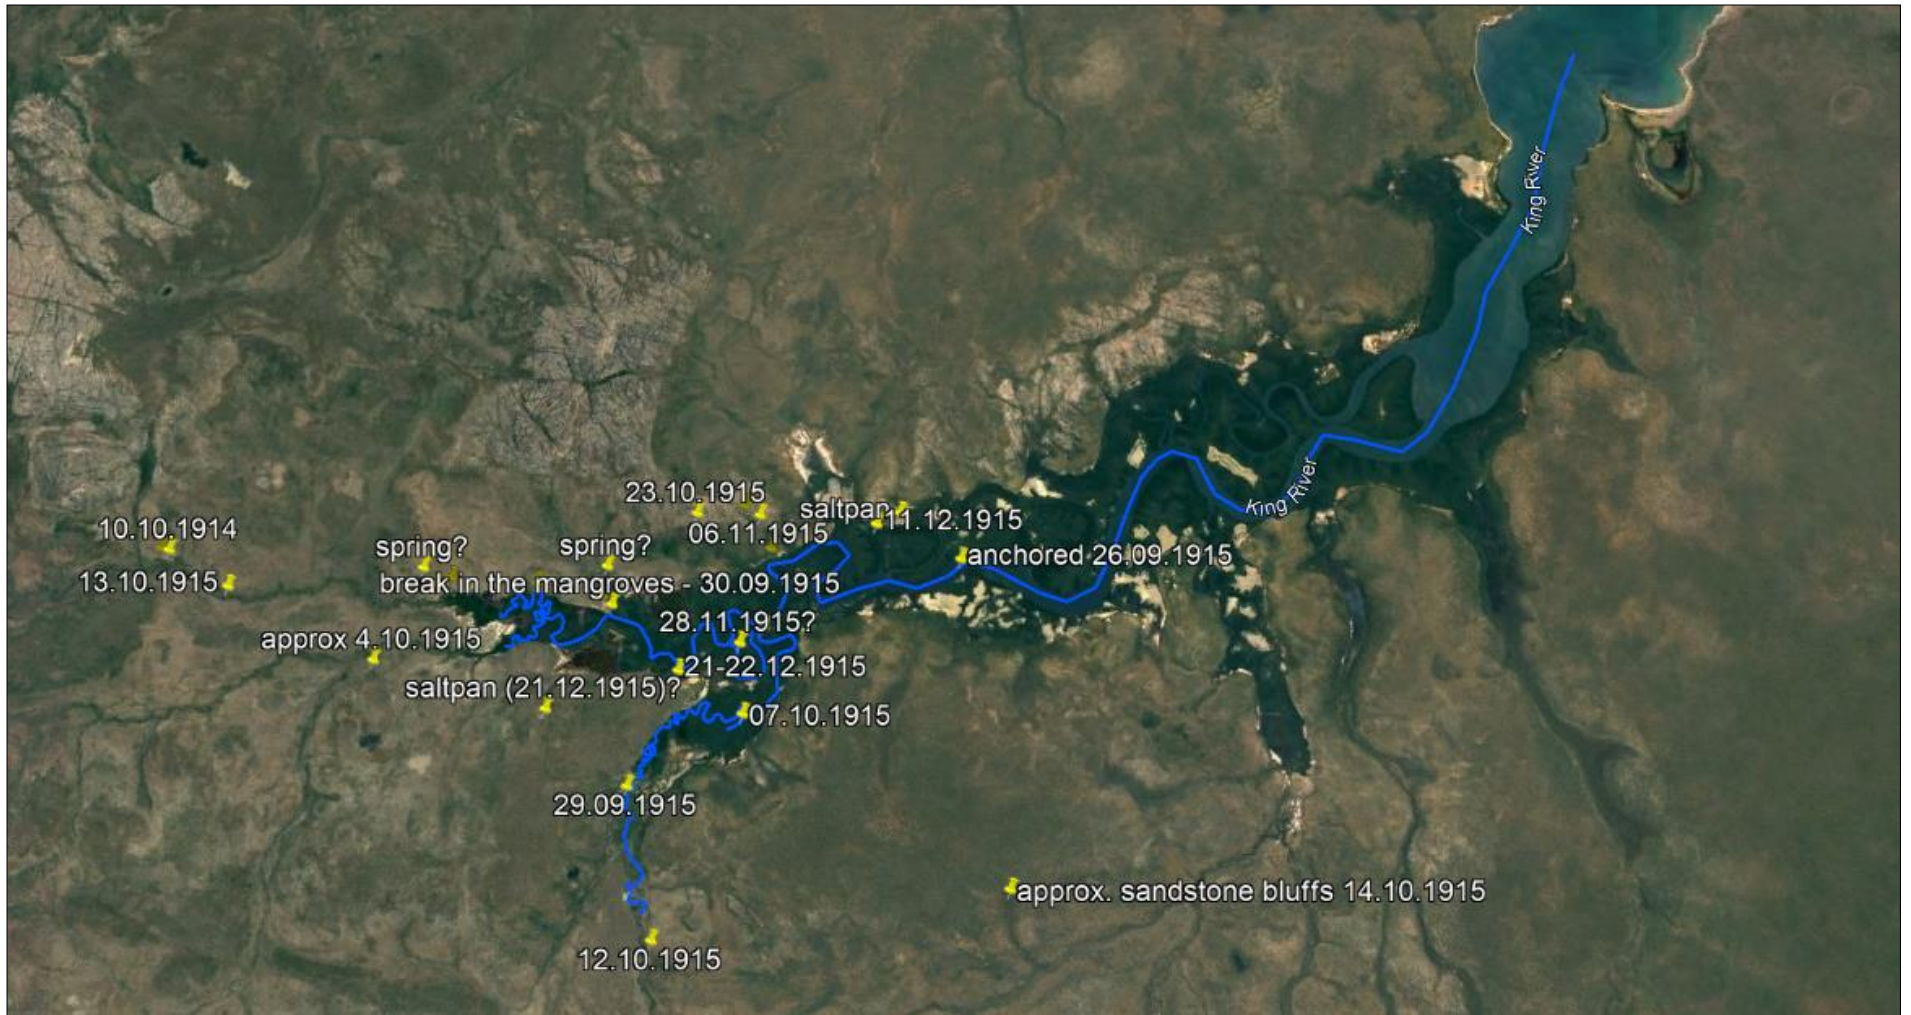 King River
King River
23.10.1915
saltpan
11.12.1915
06.11.1915
10.10.1914
spring?
spring?
anchored 26.09.1915
13.10.1915
break in the mangroves - 30.09.1915
28.11.1915?
approx 4.10.1915
21-22.12.1915
saltpan (21.12.1915)?
07.10.1915
29.09.1915
approx. sandstone bluffs 14.10.1915
12.10.1915